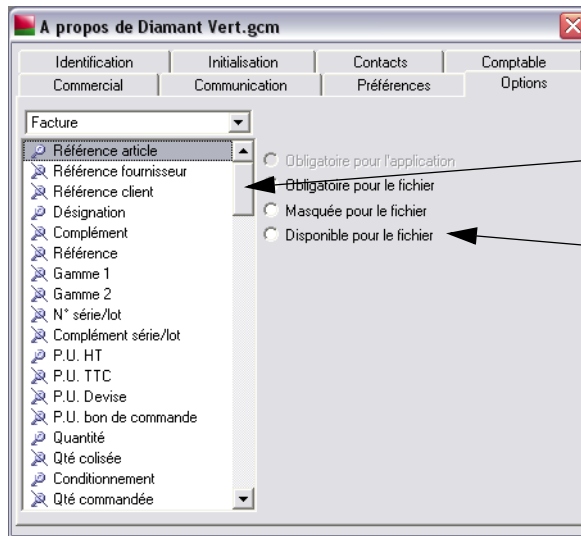 A propos de Diamant Vert.gcm
Identification
Initialisation
Contacts
Comptable
Commercial
Communication
Préférences
Options
Facture
Référence article
Référence fournisseur
Référence client
Désignation
Complément
Référence
Gamme 1
Gamme 2
N° série/lot
Complément série/lot
P.U. HT
P.U. TTC
P.U. Devise
P.U. bon de commande
Quantité
Qté colisée
Conditionnement
Qté commandée
Obligatoire pour l'application
Obligatoire pour le fichier
Masquée pour le fichier
Disponible pour le fichier